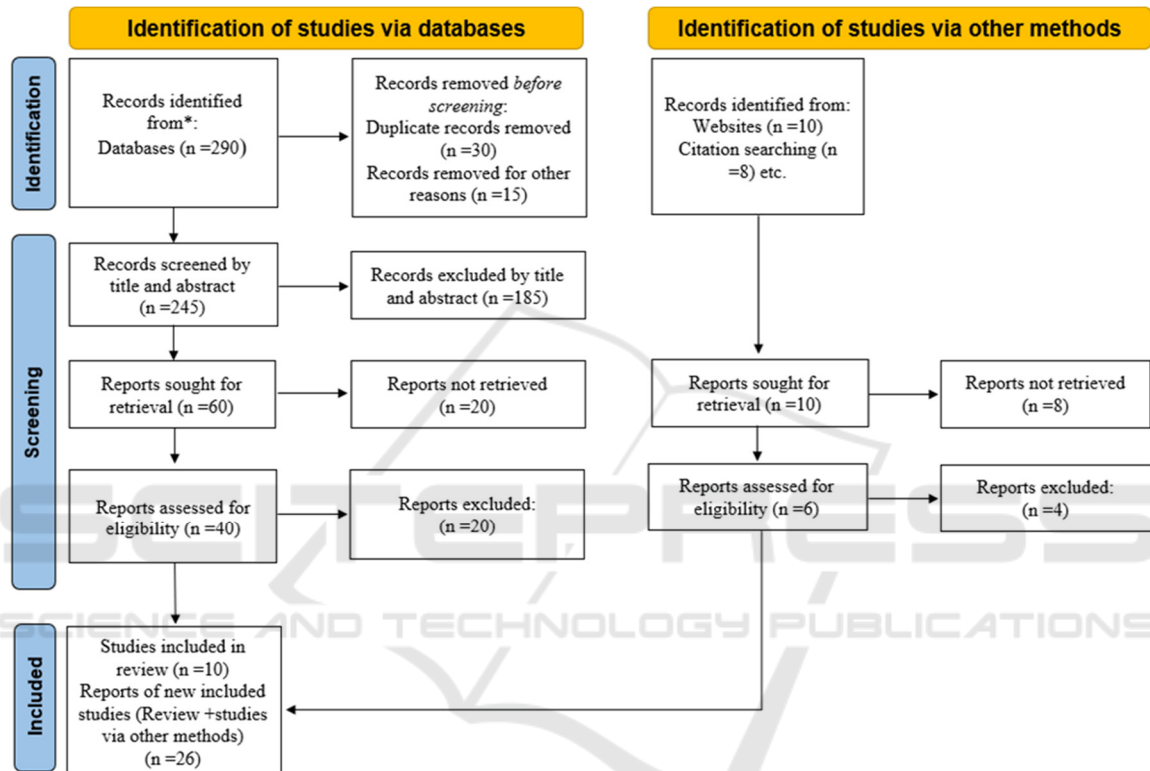 Identification of studies via databases
Identification of studies via other methods
Identification
Records identified
from*:
Databases (n =290)
Records removed before
screening:
Duplicate records removed
(n =30)
Records removed for other
reasons (n =15)
Records identified from:
Websites (n =10)
Citation searching (n
=8) etc.
Screening
Records screened by
title and abstract
(n =245)
Records excluded by title
and abstract (n =185)
Reports sought for
retrieval (n =60)
Reports not retrieved
(n =20)
Reports sought for
retrieval (n =10)
Reports not retrieved
(n =8)
Reports assessed for
eligibility (n =40)
Reports excluded:
(n =20)
Reports assessed for
eligibility (n =6)
Reports excluded:
(n =4)
SCITEPRESS
SCIENCE AND TECHNOLOGY PUBLICATIONS
Included
Studies included in
review (n =10)
Reports of new included
studies (Review +studies
via other methods)
(n =26)